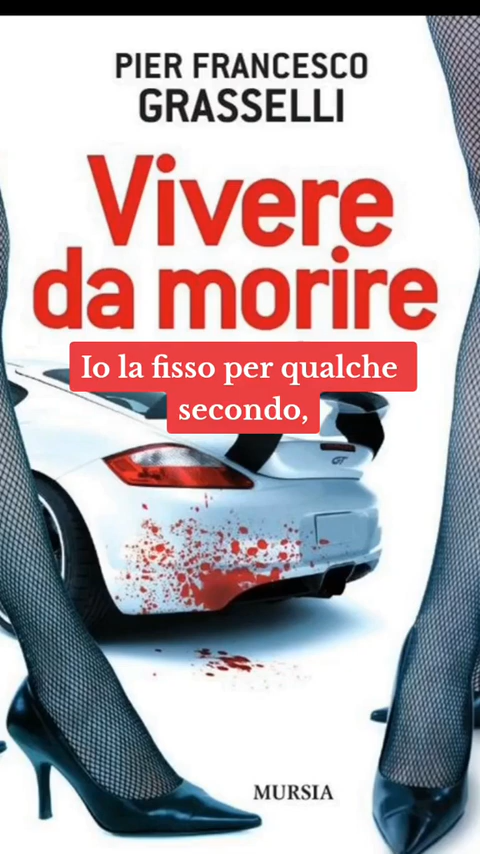 PIER FRANCESCO
GRASSELLI
Vivere
da morire
Io la fisso per qualche
secondo,
GT
MURSIA